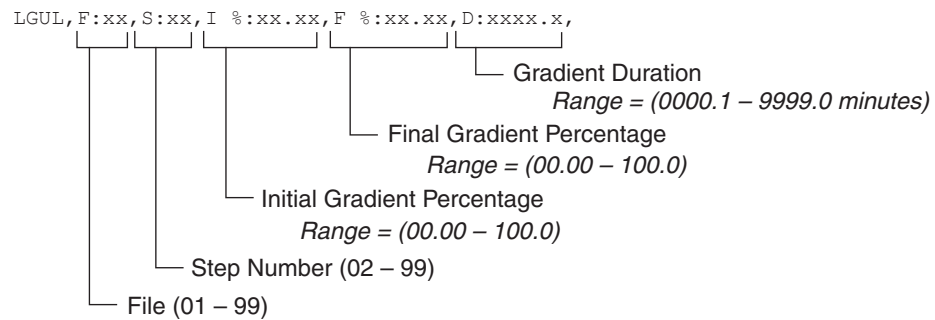 LGUL,F:xx,S:xx,I %:xx.xx,F %:xx.xx,D:xxxx.x,
Gradient Duration
Range = (0000.1 – 9999.0 minutes)
Final Gradient Percentage
Range = (00.00 – 100.0)
Initial Gradient Percentage
Range = (00.00 – 100.0)
Step Number (02 – 99)
File (01 – 99)